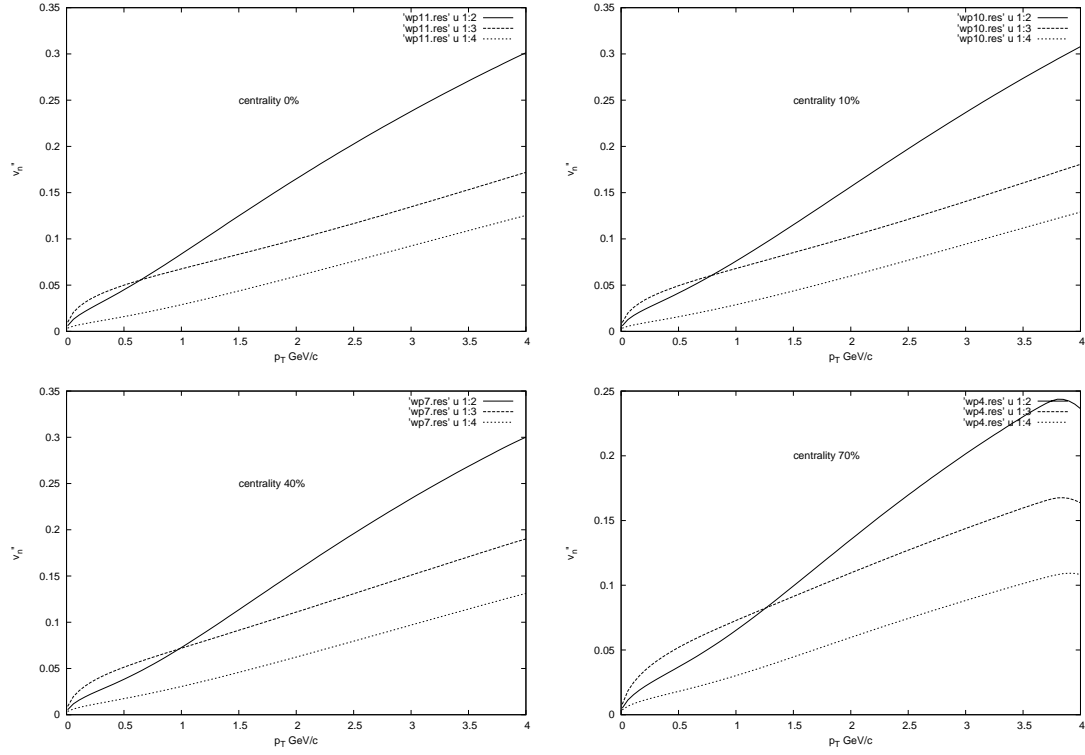 'wp11.res' u 1:2
'wp11.res' u 1:3
'wp11.res' u 1:4
centrality 0%
0.35
0.3
0.25
0.2
0.15
0.1
0.05
0
v_n"
0 0.5 1 1.5 2 2.5 3 3.5 4
p_T GeV/c
'wp10.res' u 1:2
'wp10.res' u 1:3
'wp10.res' u 1:4
centrality 10%
0.35
0.3
0.25
0.2
0.15
0.1
0.05
0
v_n"
0 0.5 1 1.5 2 2.5 3 3.5 4
p_T GeV/c
'wp7.res' u 1:2
'wp7.res' u 1:3
'wp7.res' u 1:4
centrality 40%
0.35
0.3
0.25
0.2
0.15
0.1
0.05
0
v_n"
0 0.5 1 1.5 2 2.5 3 3.5 4
p_T GeV/c
'wp4.res' u 1:2
'wp4.res' u 1:3
'wp4.res' u 1:4
centrality 70%
0.25
0.2
0.15
0.1
0.05
0
v_n"
0 0.5 1 1.5 2 2.5 3 3.5 4
p_T GeV/c